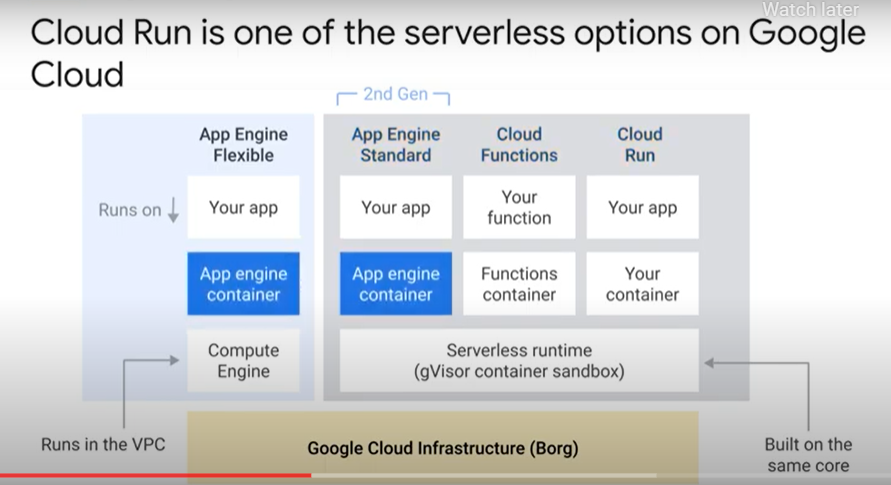 Watch later
Cloud Run is one of the serverless options on Google
Cloud
2nd Gen
App Engine
Flexible
App Engine
Standard
Cloud
Functions
Cloud
Run
Runs on
Your app
Your app
Your
function
Your app
App engine
container
App engine
container
Functions
container
Your
container
Compute
Engine
Serverless runtime
(gVisor container sandbox)
Runs in the VPC
Google Cloud Infrastructure (Borg)
Built on the
same core